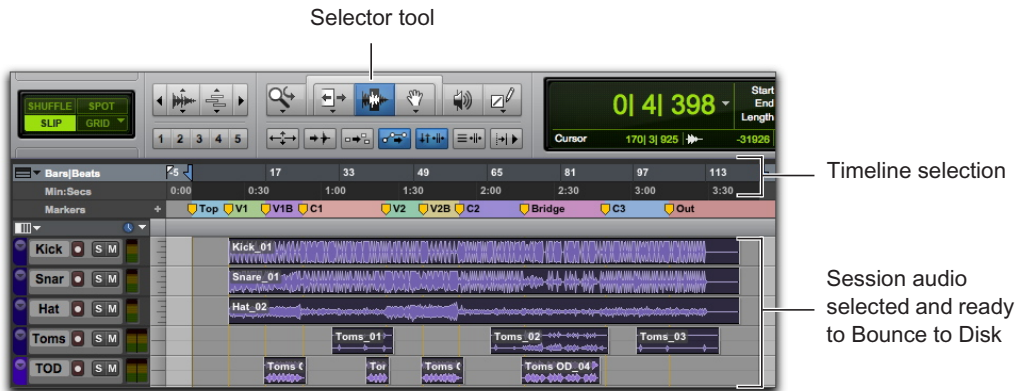 Selector tool
SHUFFLE SPOT
SLIP GRID
1 2 3 4 5
0| 4| 398
Start
End
Length
Cursor 170| 3| 925 -31926
Bars|Beats -5 17 33 49 65 81 97 113
Min:Secs 0:00 0:30 1:00 1:30 2:00 2:30 3:00 3:30
Markers + Top V1 V1B C1 V2 V2B C2 Bridge C3 Out
Timeline selection
Kick S M Kick_01
Snar S M Snare_01
Hat S M Hat_02
Toms S M Toms_01 Toms_02 Toms_03
TOD S M Toms Tor Toms Toms OD_04
Session audio
selected and ready
to Bounce to Disk